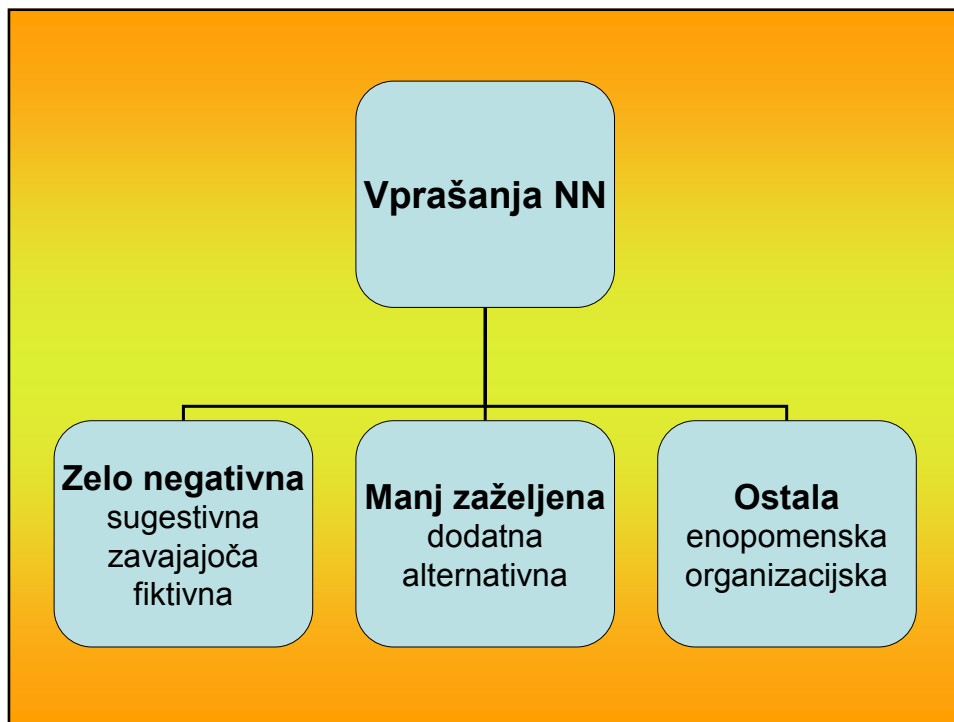 Vprašanja NN
Zelo negativna
sugestivna
zavajajoča
fiktivna
Manj zaželjena
dodatna
alternativna
Ostala
enopomenska
organizacijska